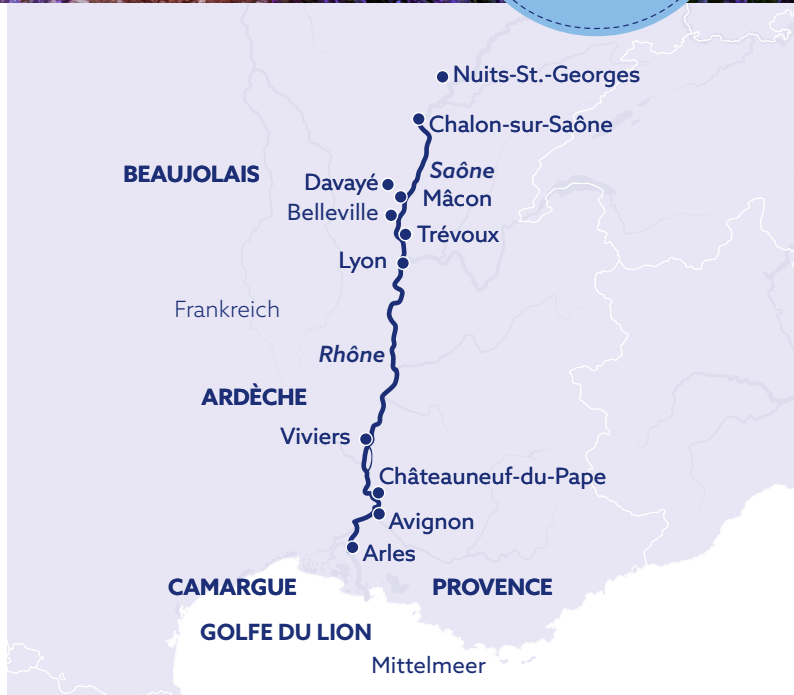 Nuits-St.-Georges
Chalon-sur-Saône
BEAUJOLAIS
Saône
Davayé
Mâcon
Belleville
Trévoux
Lyon
Frankreich
Rhône
ARDÈCHE
Viviers
Châteauneuf-du-Pape
Avignon
Arles
CAMARGUE
PROVENCE
GOLFE DU LION
Mittelmeer